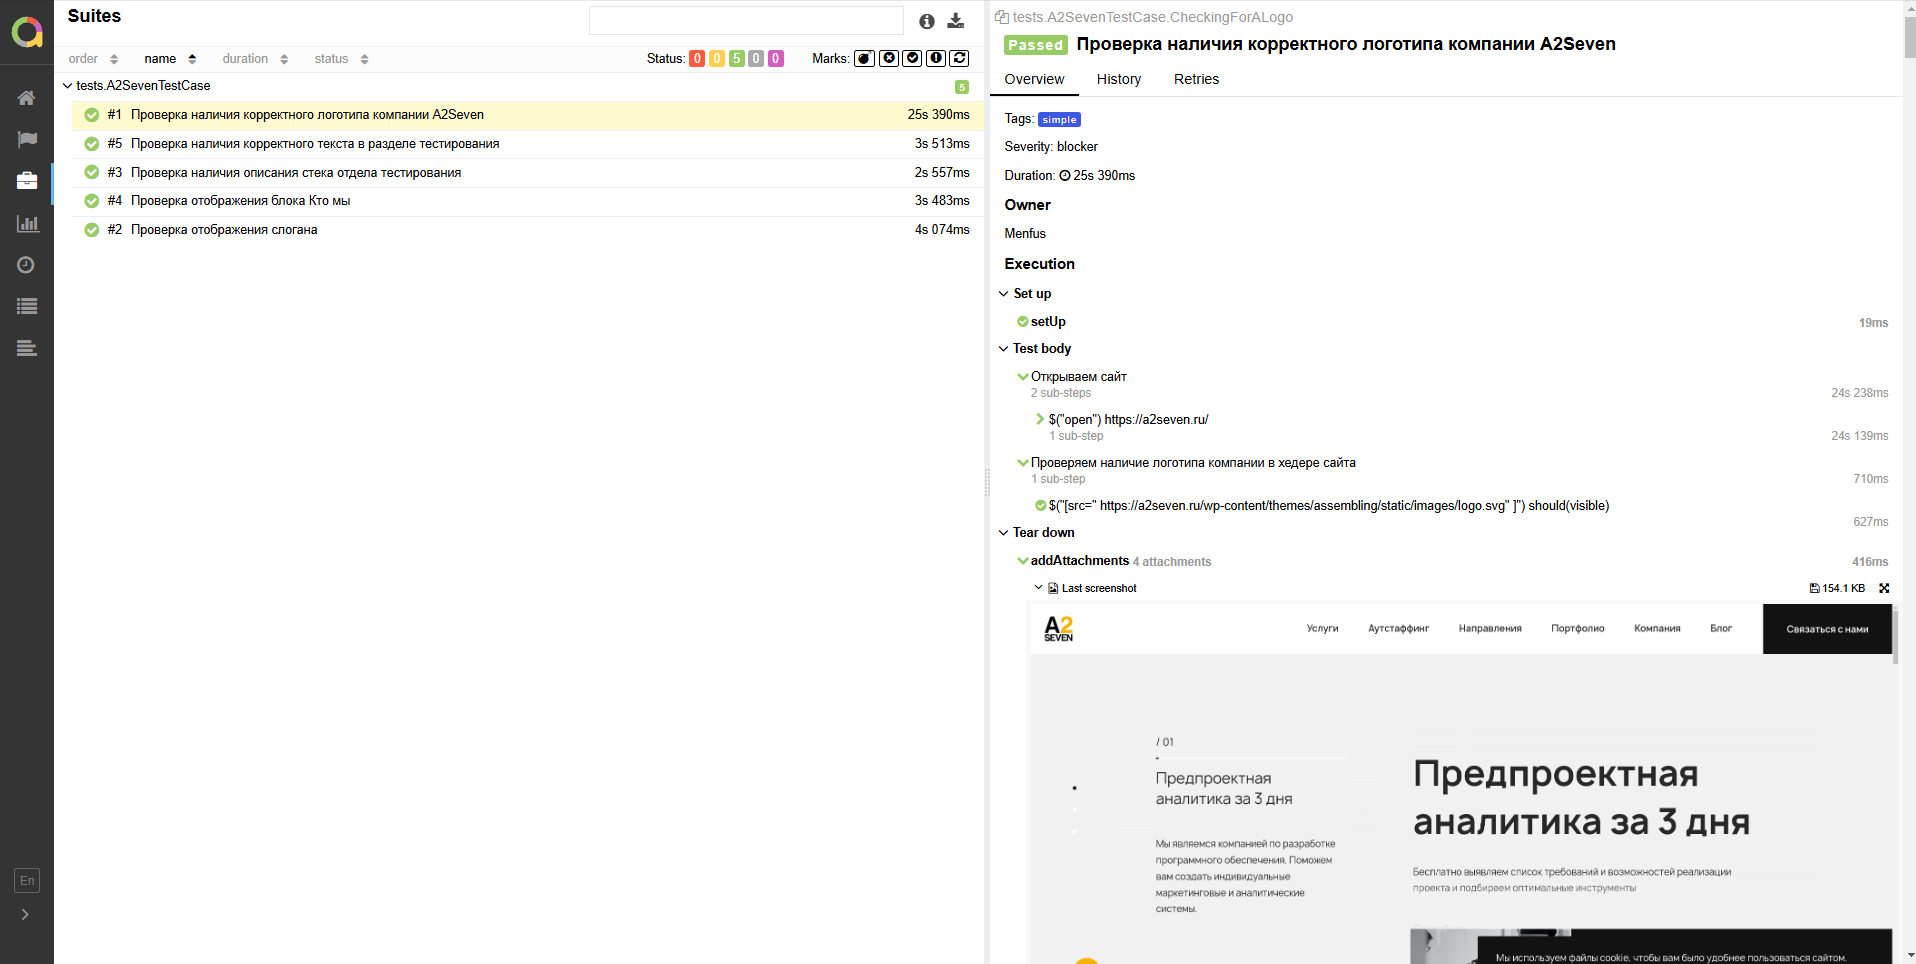 Suites
order
name
duration
status
Status: 0 0 5 0 0
Marks:
tests.A2SevenTestCase
5
#1 Проверка наличия корректного логотипа компании A2Seven 25s 390ms
#5 Проверка наличия корректного текста в разделе тестирования 3s 513ms
#3 Проверка наличия описания стека отдела тестирования 2s 557ms
#4 Проверка отображения блока Кто мы 3s 483ms
#2 Проверка отображения слогана 4s 074ms
En
tests.A2SevenTestCase.CheckingForALogo
Passed Проверка наличия корректного логотипа компании A2Seven
Overview History Retries
Tags: simple
Severity: blocker
Duration: 25s 390ms
Owner
Menfus
Execution
Set up
setUp 19ms
Test body
Открываем сайт
2 sub-steps 24s 238ms
$("open") https://a2seven.ru/
1 sub-step 24s 139ms
Проверяем наличие логотипа компании в хедере сайта
1 sub-step 710ms
$("[src=" https://a2seven.ru/wp-content/themes/assembling/static/images/logo.svg" ]") should(visible)
627ms
Tear down
addAttachments 4 attachments 416ms
Last screenshot 154.1 KB
A2
SEVEN
Услуги Аутстаффинг Направления Портфолио Компания Блог Связаться с нами
/ 01
Предпроектная
аналитика за 3 дня
Мы являемся компанией по разработке
программного обеспечения. Поможем
вам создать индивидуальные
маркетинговые и аналитические
системы.
Предпроектная
аналитика за 3 дня
Бесплатно выявляем список требований и возможностей реализации
проекта и подбираем оптимальные инструменты
Мы используем файлы cookie, чтобы вам было удобнее пользоваться сайтом.